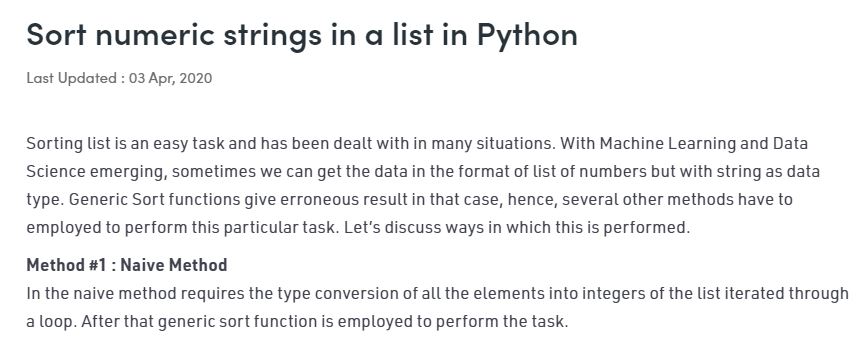 Sort numeric strings in a list in Python
Last Updated : 03 Apr, 2020
Sorting list is an easy task and has been dealt with in many situations. With Machine Learning and Data
Science emerging, sometimes we can get the data in the format of list of numbers but with string as data
type. Generic Sort functions give erroneous result in that case, hence, several other methods have to
employed to perform this particular task. Let’s discuss ways in which this is performed.
Method #1 : Naive Method
In the naive method requires the type conversion of all the elements into integers of the list iterated through
a loop. After that generic sort function is employed to perform the task.